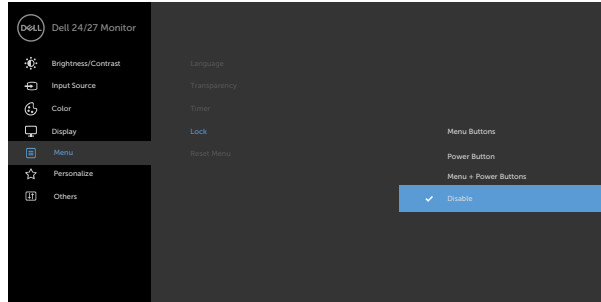 DELL Dell 24/27 Monitor
Brightness/Contrast
Input Source
Color
Display
Menu
Personalize
Others
Language
Transparency
Timer
Lock
Reset Menu
Menu Buttons
Power Button
Menu + Power Buttons
Disable